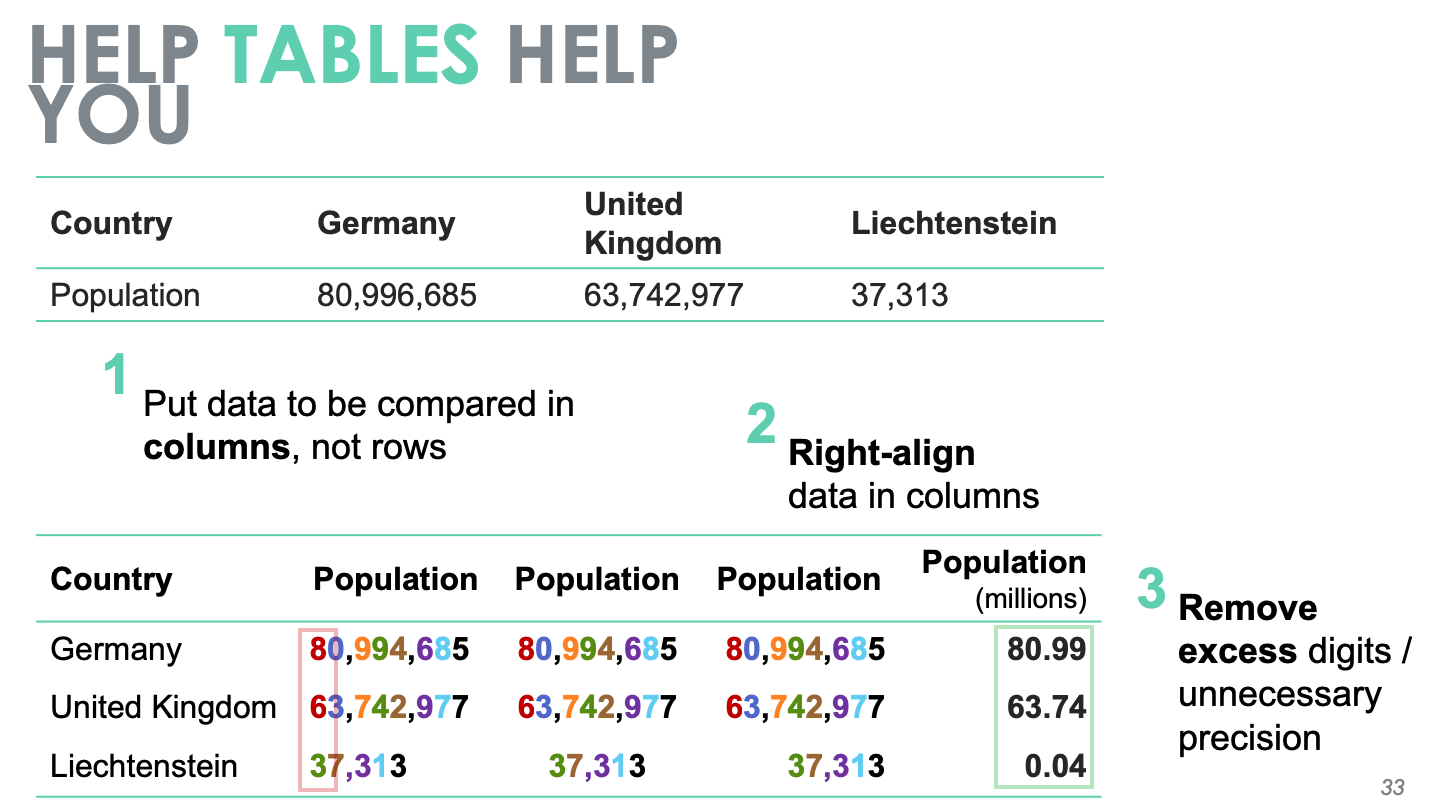 HELP TABLES HELP
YOU
Country Germany United Kingdom Liechtenstein
Population 80,996,685 63,742,977 37,313
1 Put data to be compared in
columns, not rows
2 Right-align
data in columns
Country Population Population Population Population (millions)
Germany 80,994,685 80,994,685 80,994,685 80.99
United Kingdom 63,742,977 63,742,977 63,742,977 63.74
Liechtenstein 37,313 37,313 37,313 0.04
3 Remove
excess digits /
unnecessary
precision
33